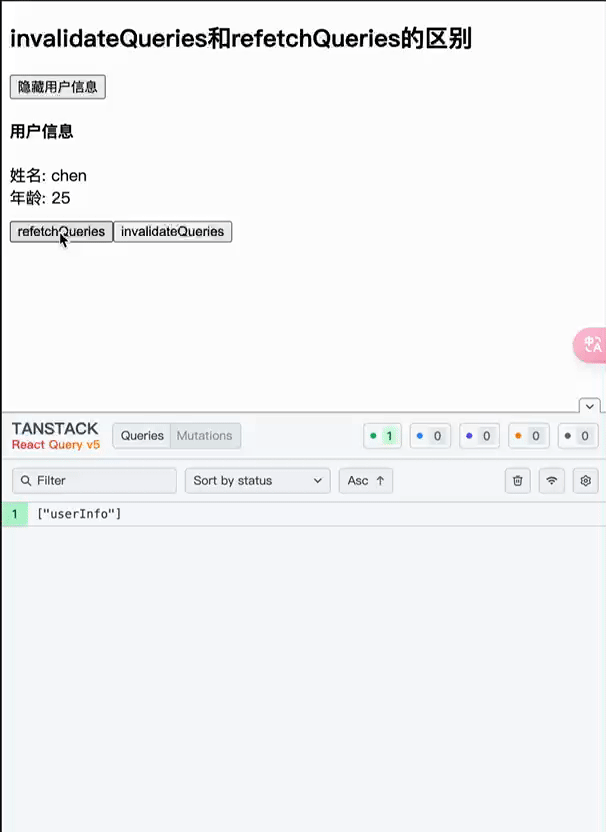 invalidateQueries和refetchQueries的区别
隐藏用户信息
用户信息
姓名: chen
年龄: 25
refetchQueries invalidateQueries
中 A
TANSTACK
React Query v5
Queries Mutations 1 0 0 0 0
Filter Sort by status Asc ↑
1 ["userInfo"]